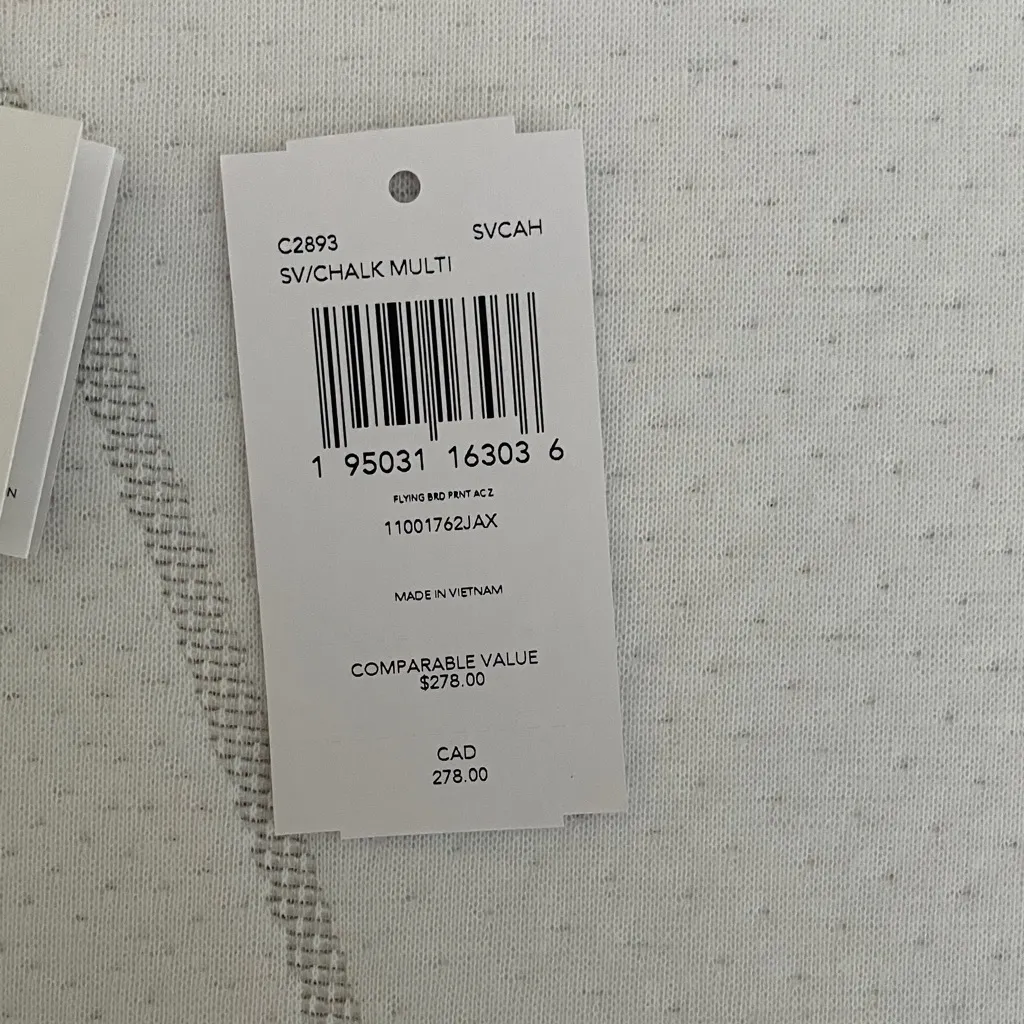 C2893 SVCAH
SV/CHALK MULTI
1 95031 16303 6
FLYING BRD PRNT AC Z
11001762JAX
MADE IN VIETNAM
COMPARABLE VALUE
$278.00
CAD
278.00
N